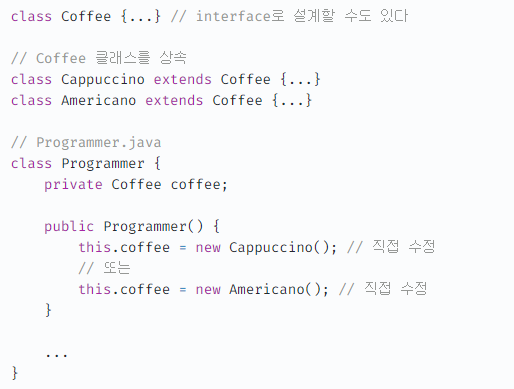 class Coffee {...} // interface로 설계할 수도 있다
// Coffee 클래스를 상속
class Cappuccino extends Coffee {...}
class Americano extends Coffee {...}
// Programmer.java
class Programmer {
private Coffee coffee;
public Programmer() {
this.coffee = new Cappuccino(); // 직접 수정
// 또는
this.coffee = new Americano(); // 직접 수정
}
...
}